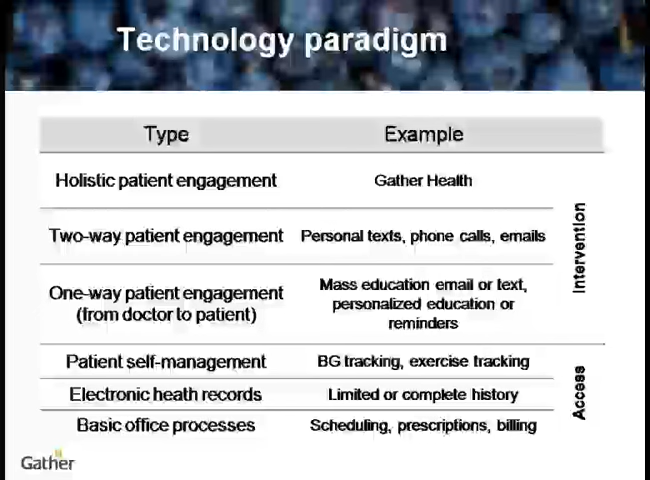 Technology paradigm
Type Example
Holistic patient engagement Gather Health
Two-way patient engagement Personal texts, phone calls, emails
One-way patient engagement
(from doctor to patient)
Mass education email or text,
personalized education or
reminders
Intervention
Patient self-management BG tracking, exercise tracking
Electronic heath records Limited or complete history
Basic office processes Scheduling, prescriptions, billing
Access
Gather